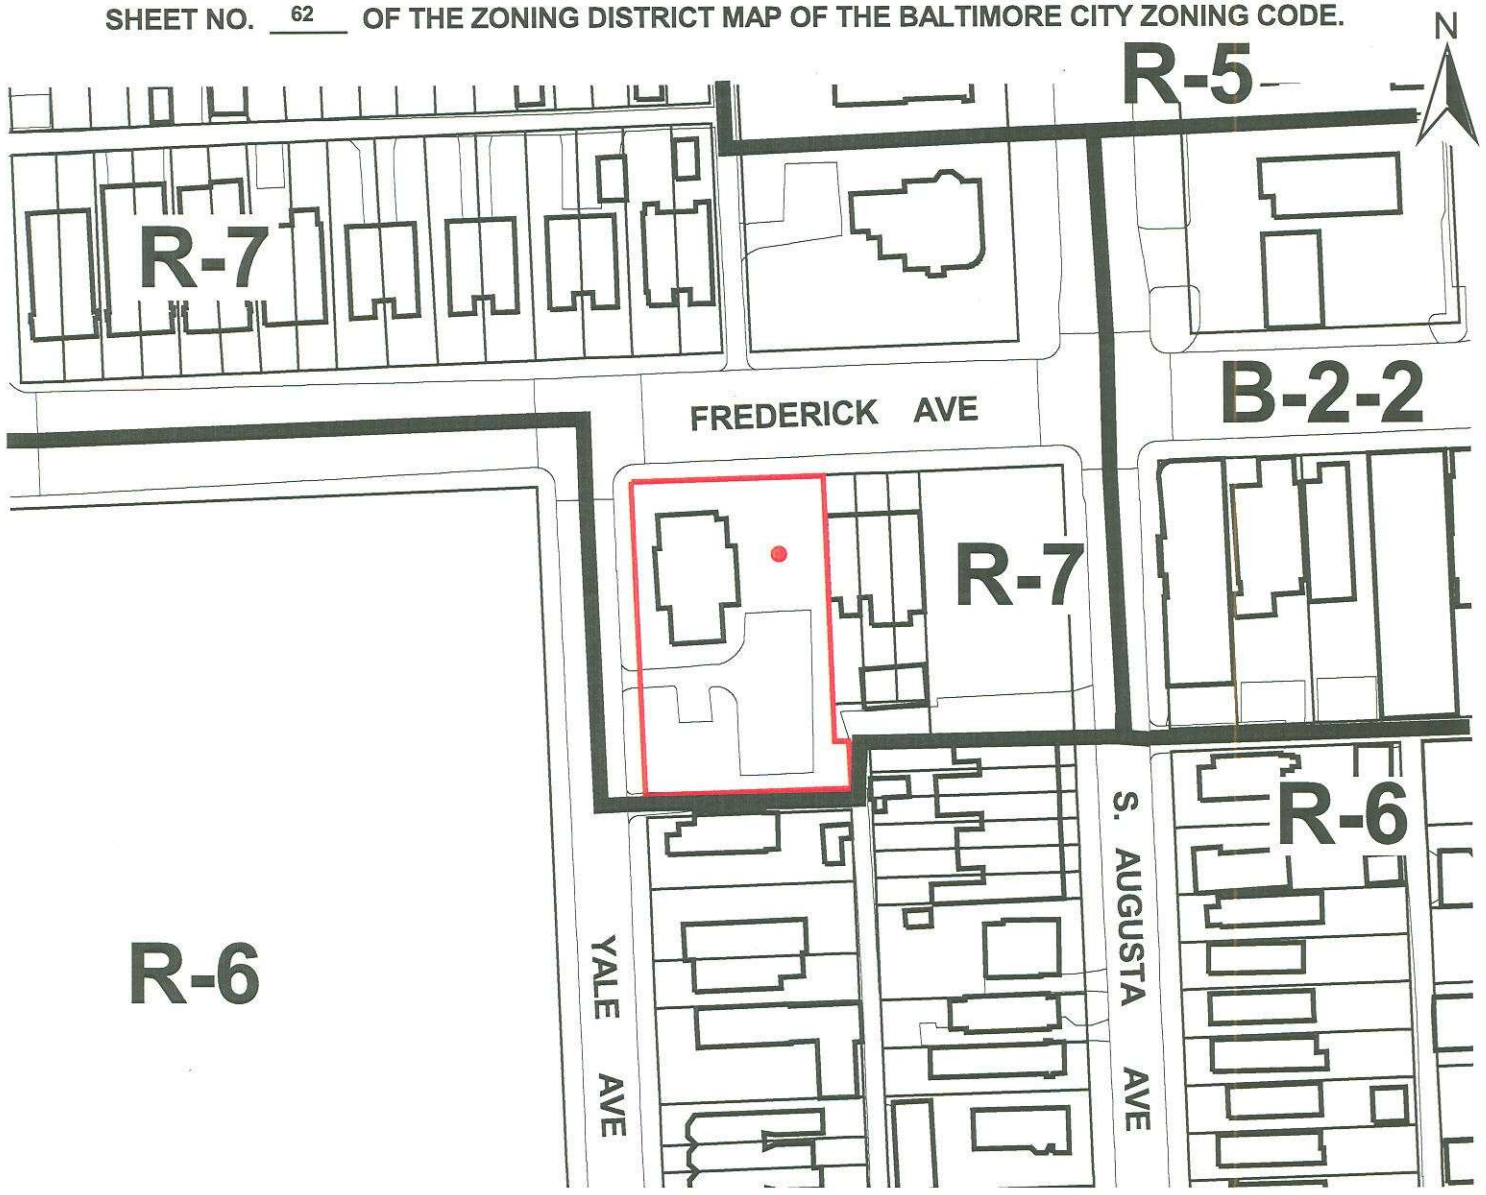 SHEET NO. 62 OF THE ZONING DISTRICT MAP OF THE BALTIMORE CITY ZONING CODE.
N
R-5
R-7
B-2-2
FREDERICK AVE
R-7
R-6
R-6
YALE AVE
S. AUGUSTA AVE